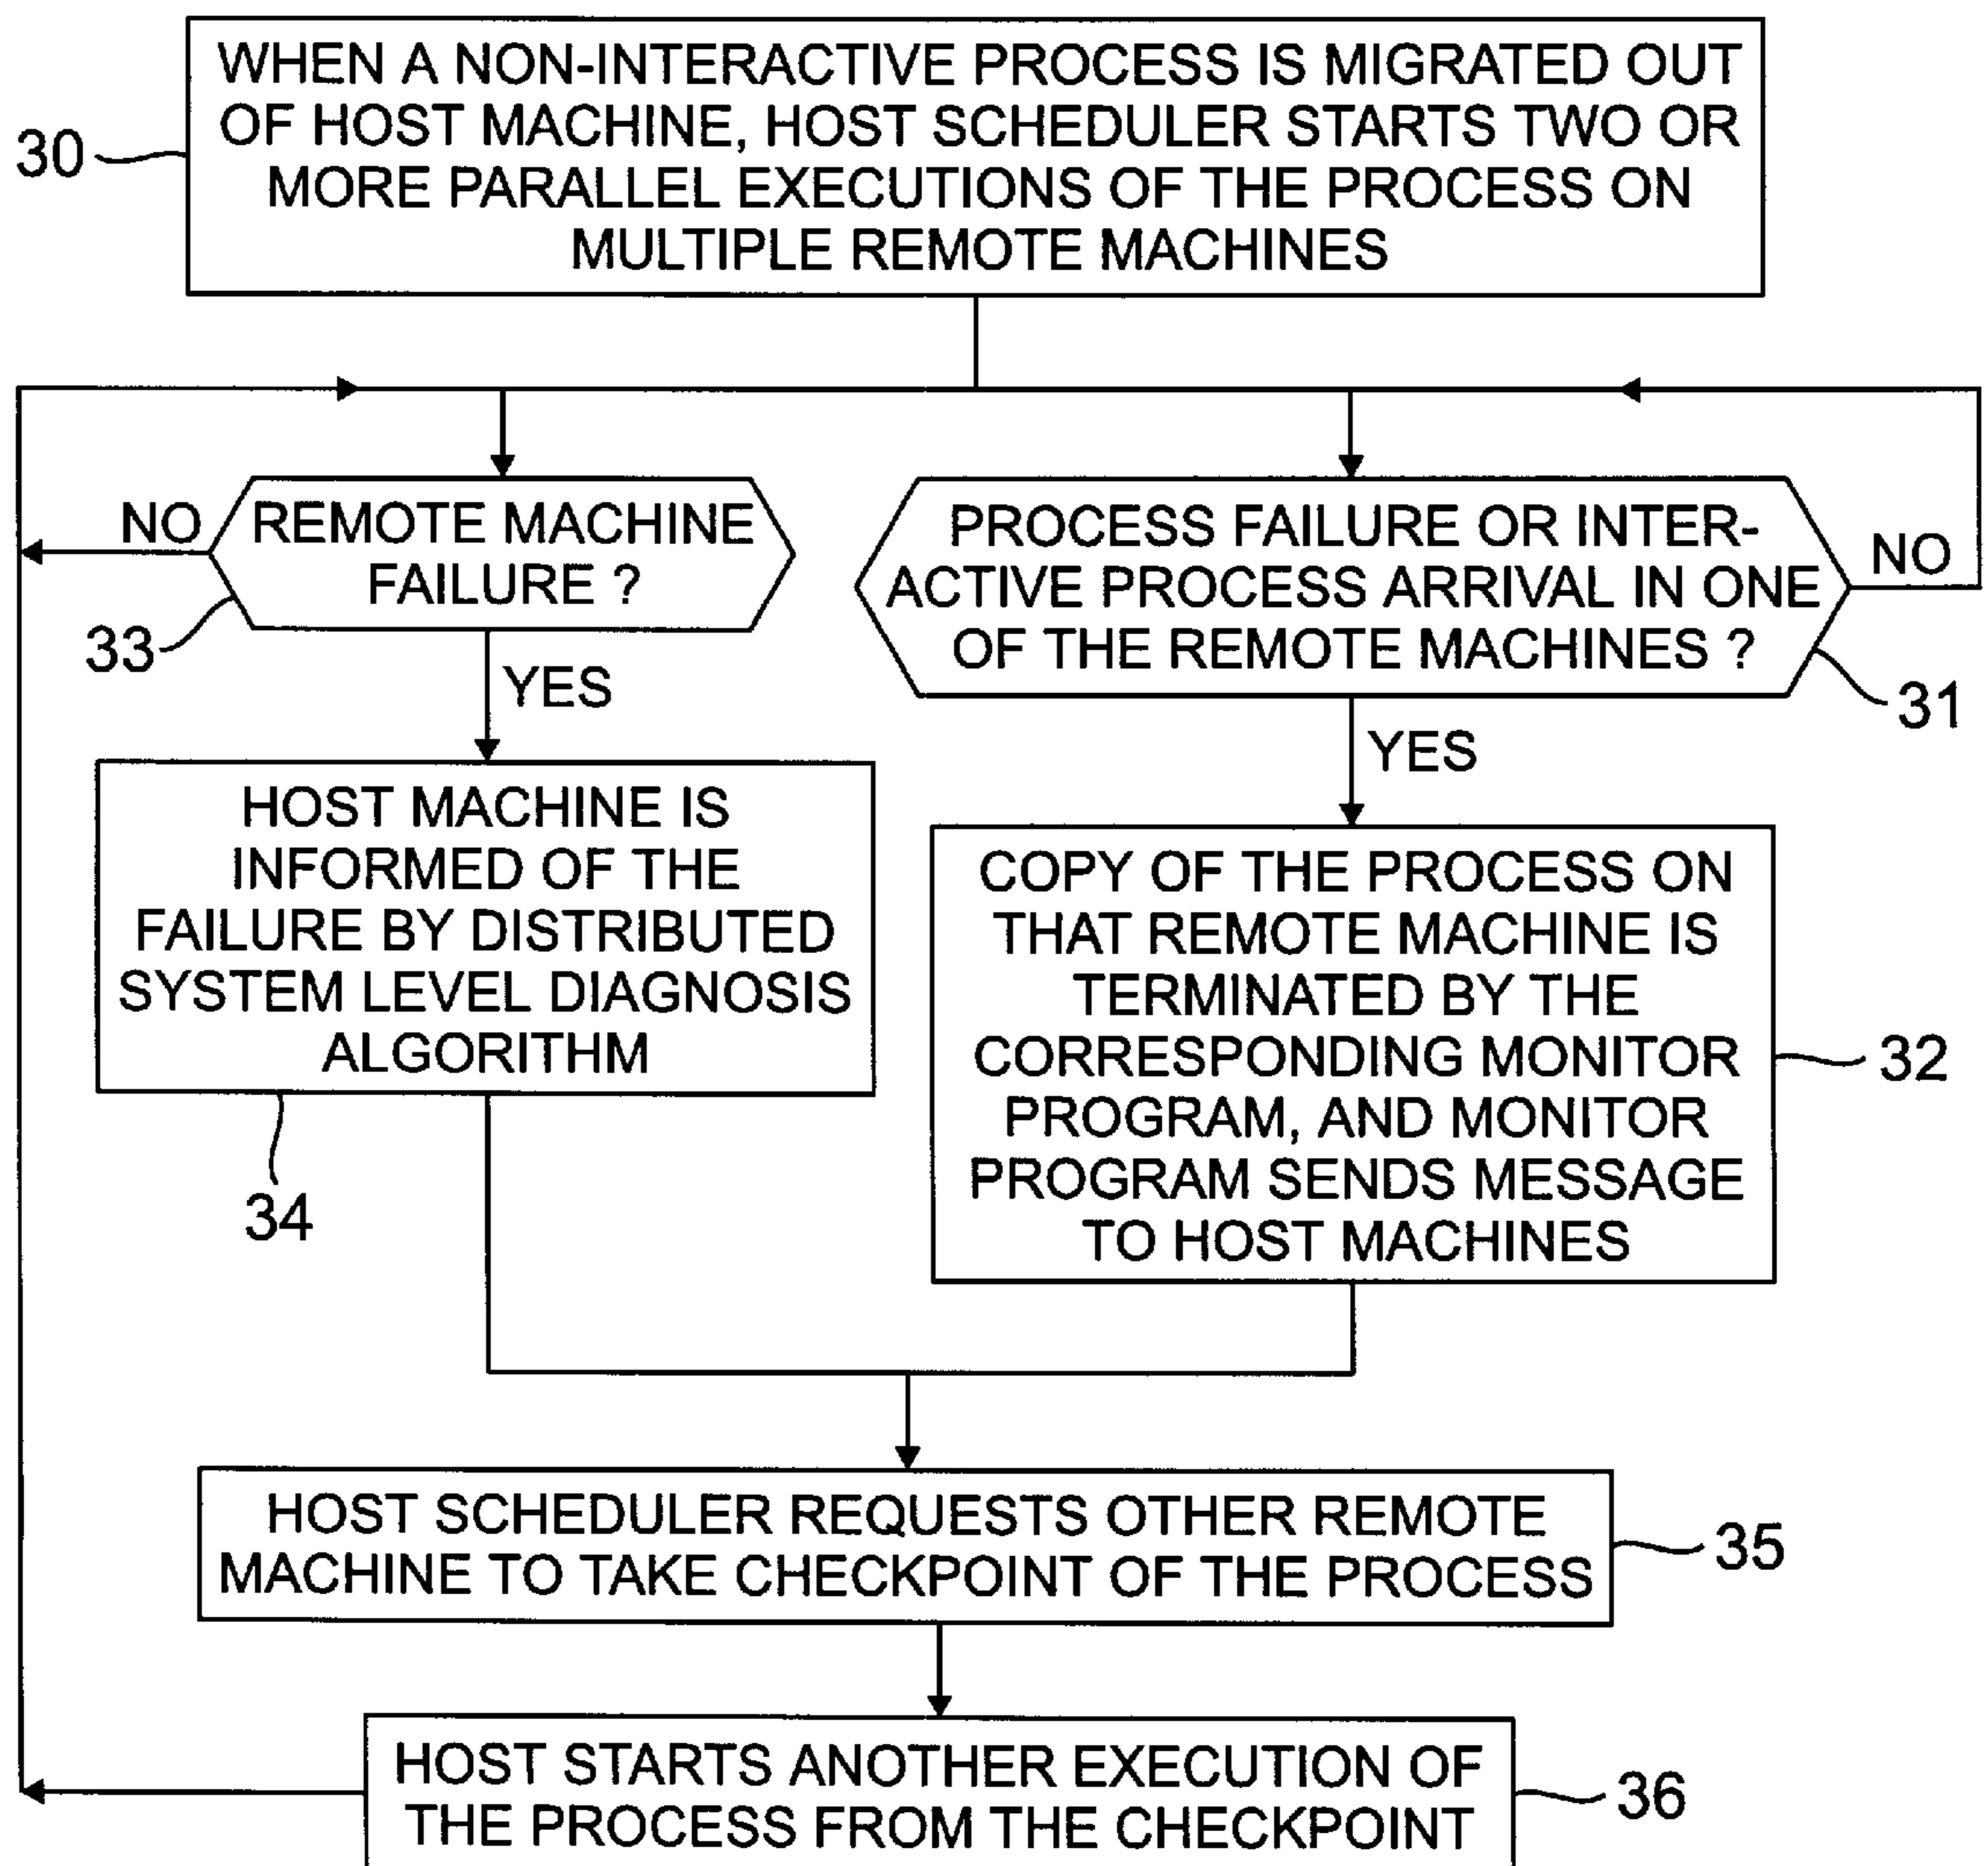 WHEN A NON-INTERACTIVE PROCESS IS MIGRATED OUT
OF HOST MACHINE, HOST SCHEDULER STARTS TWO OR
MORE PARALLEL EXECUTIONS OF THE PROCESS ON
MULTIPLE REMOTE MACHINES
30
NO
REMOTE MACHINE
FAILURE ?
33
YES
PROCESS FAILURE OR INTER-
ACTIVE PROCESS ARRIVAL IN ONE
OF THE REMOTE MACHINES ?
NO
31
YES
HOST MACHINE IS
INFORMED OF THE
FAILURE BY DISTRIBUTED
SYSTEM LEVEL DIAGNOSIS
ALGORITHM
34
COPY OF THE PROCESS ON
THAT REMOTE MACHINE IS
TERMINATED BY THE
CORRESPONDING MONITOR
PROGRAM, AND MONITOR
PROGRAM SENDS MESSAGE
TO HOST MACHINES
32
HOST SCHEDULER REQUESTS OTHER REMOTE
MACHINE TO TAKE CHECKPOINT OF THE PROCESS
35
HOST STARTS ANOTHER EXECUTION OF
THE PROCESS FROM THE CHECKPOINT
36